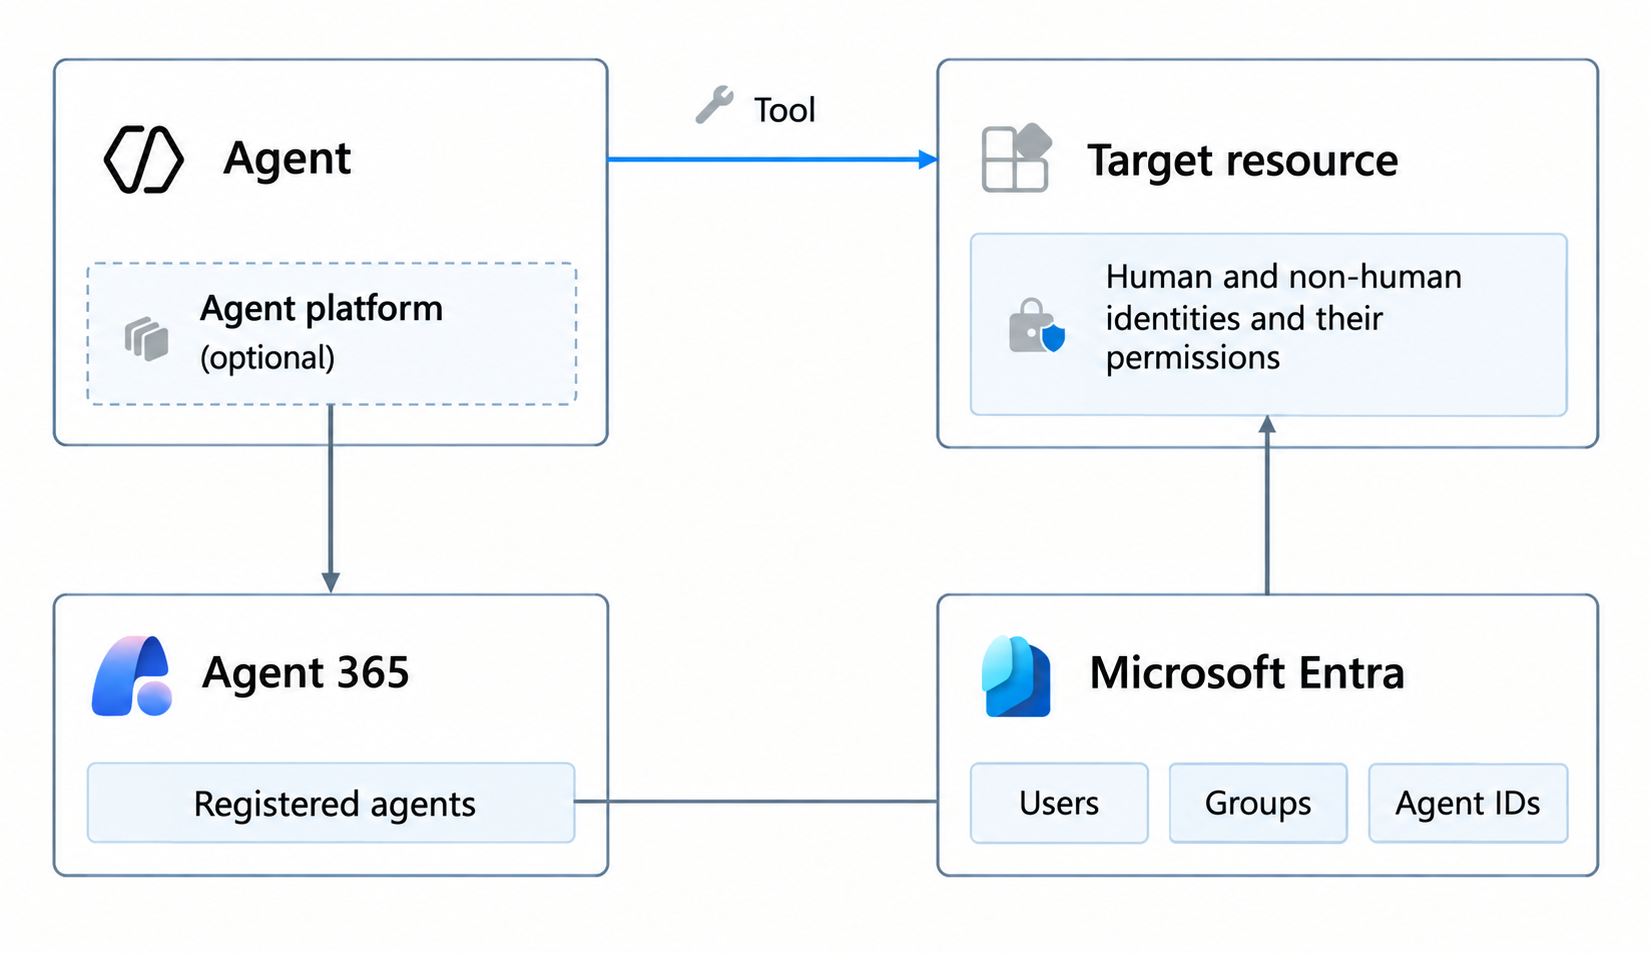 Agent
Tool
Target resource
Agent platform
(optional)
Human and non-human
identities and their
permissions
Agent 365
Registered agents
Microsoft Entra
Users
Groups
Agent IDs